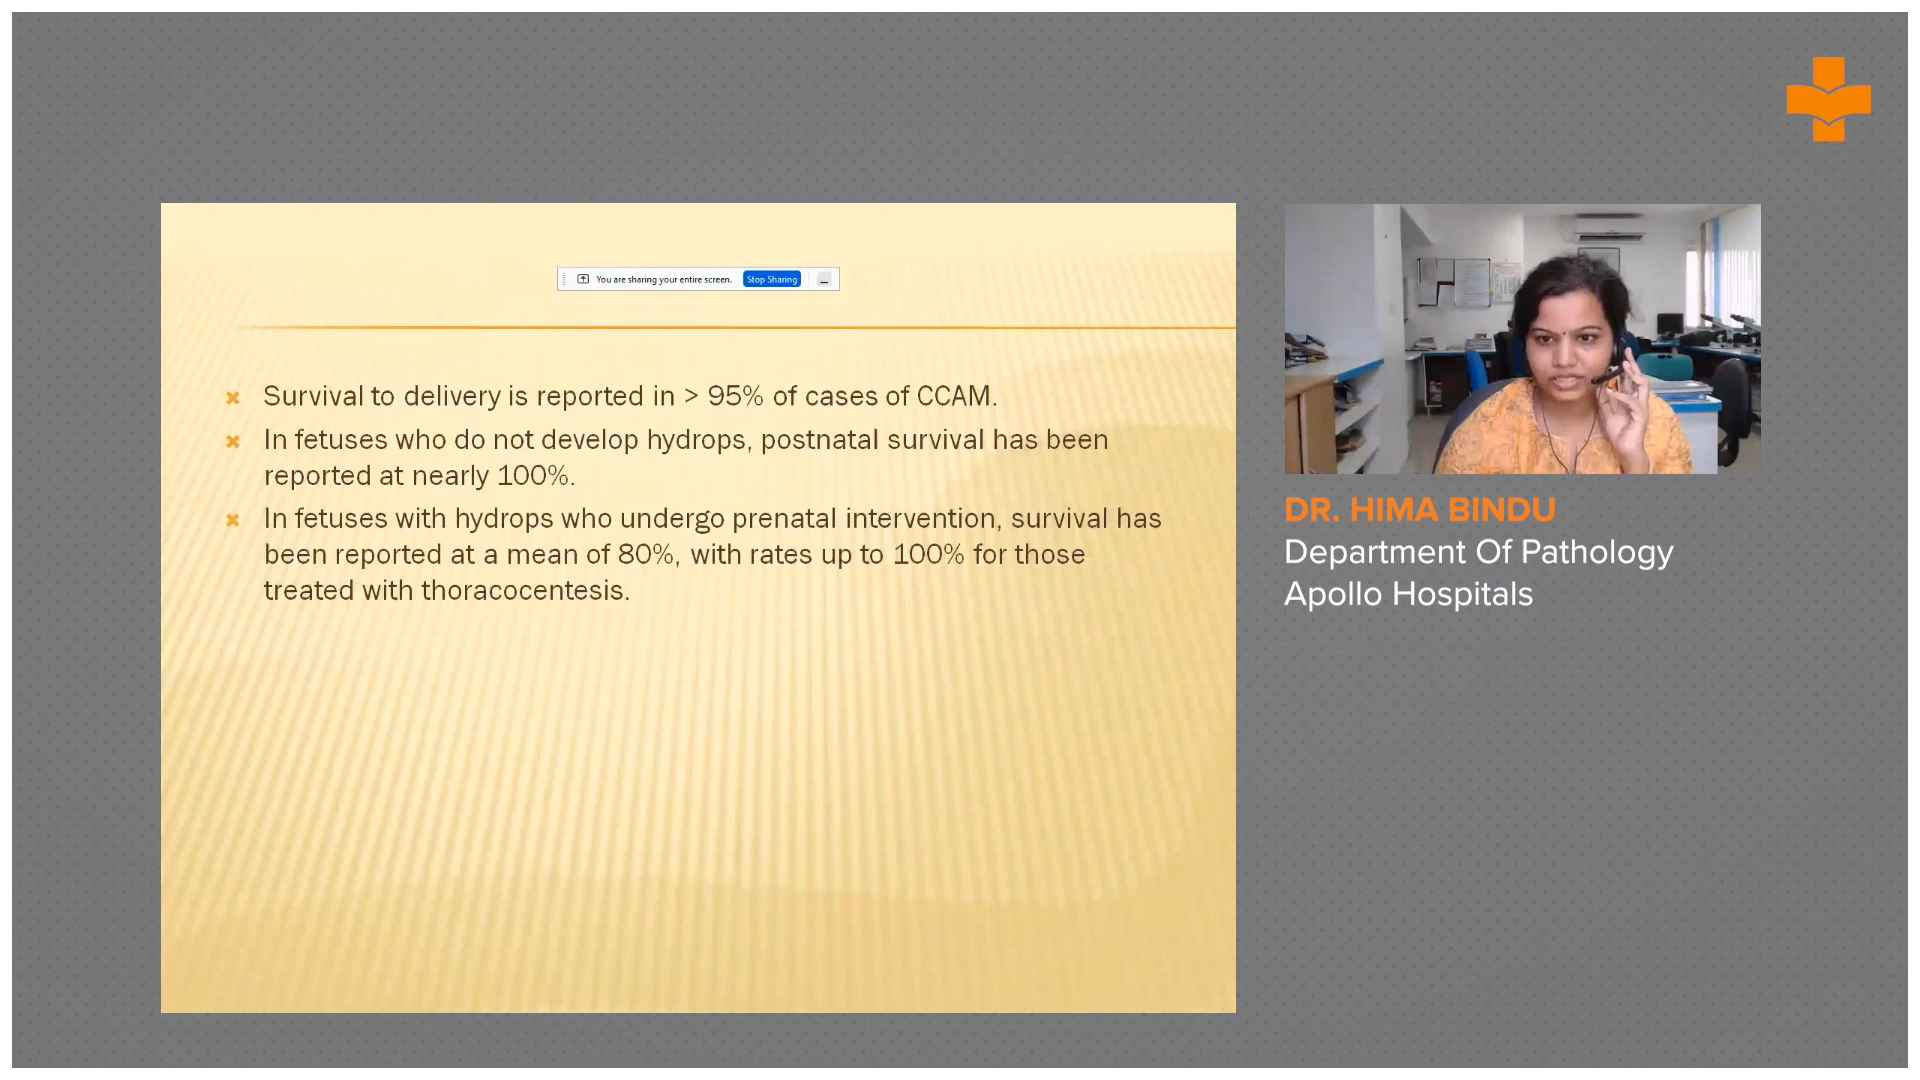 You are sharing your entire screen. Stop Sharing
Survival to delivery is reported in > 95% of cases of CCAM.
In fetuses who do not develop hydrops, postnatal survival has been
reported at nearly 100%.
In fetuses with hydrops who undergo prenatal intervention, survival has
been reported at a mean of 80%, with rates up to 100% for those
treated with thoracocentesis.
DR. HIMA BINDU
Department Of Pathology
Apollo Hospitals